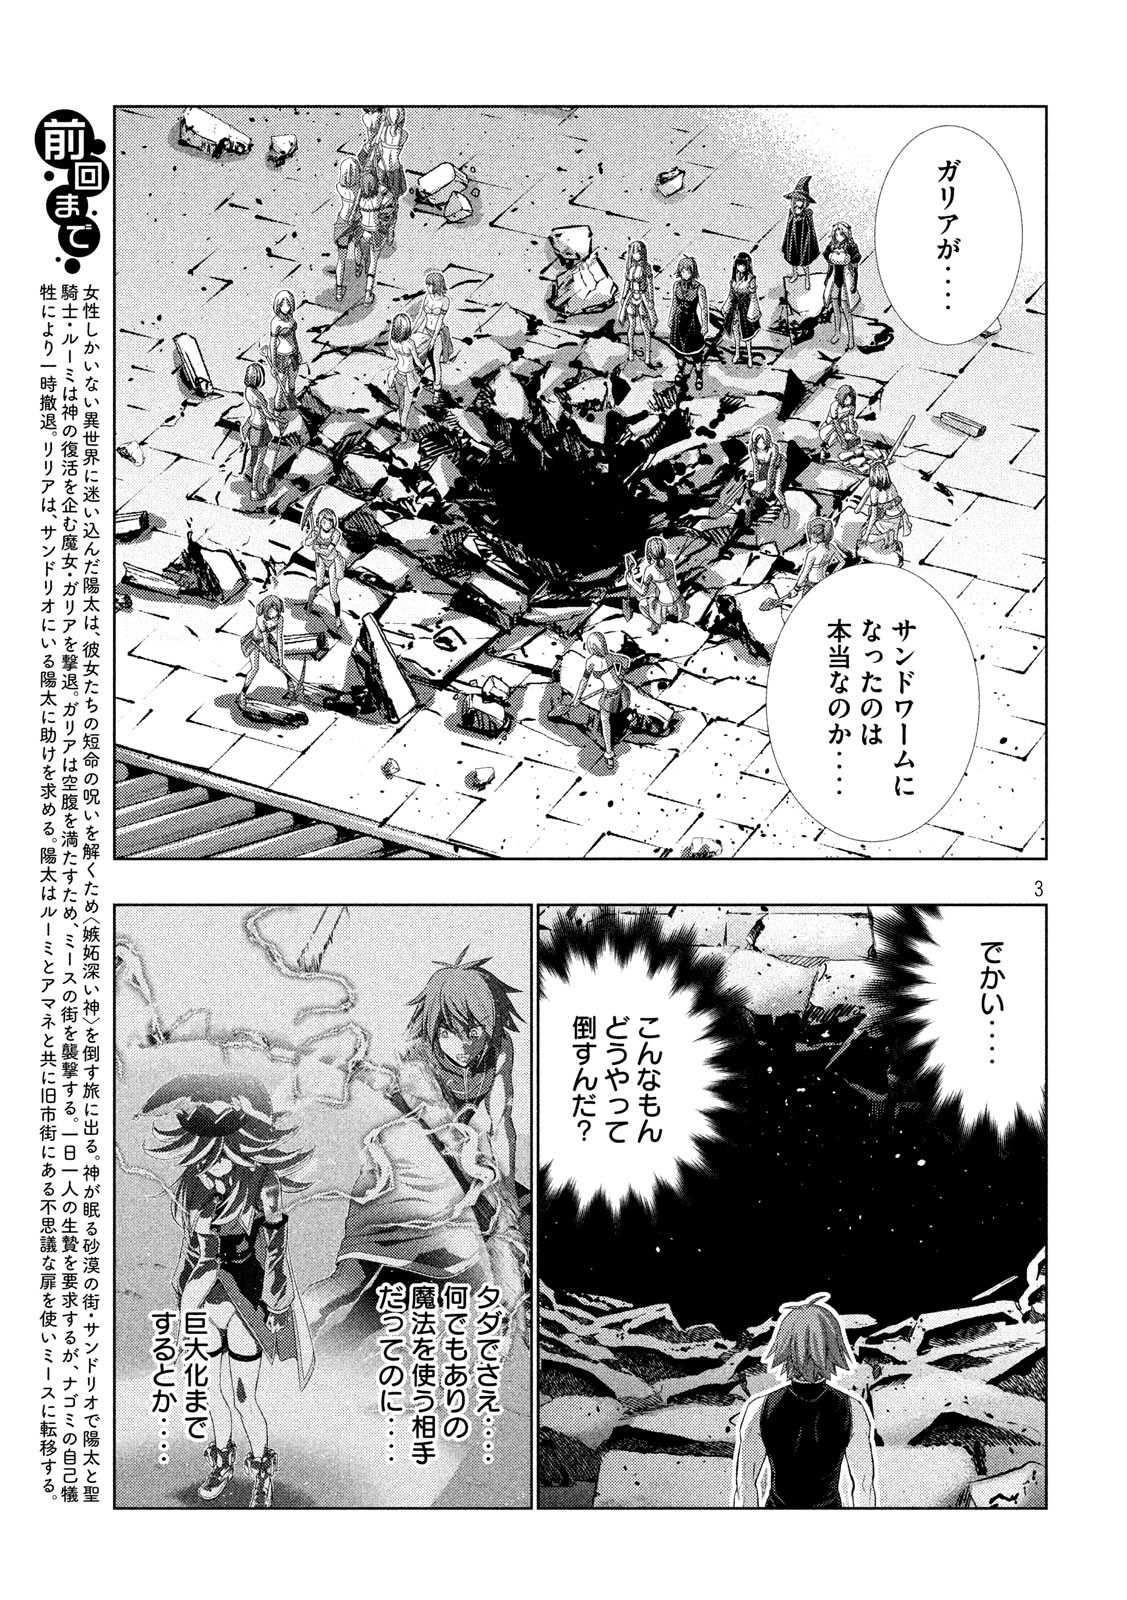 前回まで
女性しかいない異世界に迷い込んだ陽太は、彼女たちの短命の呪いを解くため〈嫉妬深い神〉を倒す旅に出る。神が眠る砂漠の街・サンドリオで陽太と聖
騎士・ルーミは神の復活を企む魔女・ガリアを撃退。ガリアは空腹を満たすため、ミースの街を襲撃する。一日一人の生贄を要求するが、ナゴミの自己犠
牲により一時撤退。リリアは、サンドリオにいる陽太に助けを求める。陽太はルーミとアマネと共に旧市街にある不思議な扉を使いミースに転移する。
ガリアが‥‥
サンドワームに
なったのは
本当なのか‥‥
3
でかい‥‥
こんなもん
どうやって
倒すんだ?
タダでさえ‥‥
何でもありの
魔法を使う相手
だってのに‥‥
巨大化まで
するとか‥‥